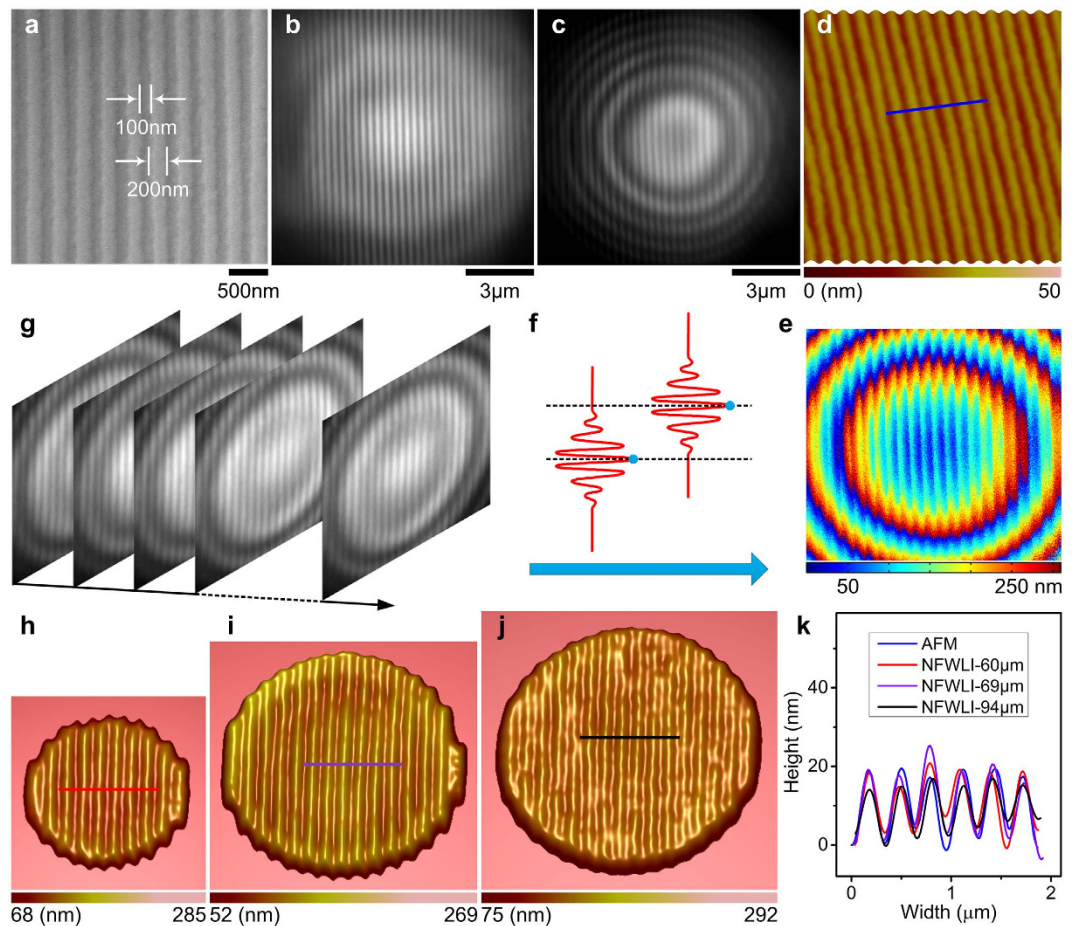 a
100nm
200nm
500nm
b
3μm
c
3μm
d
0 (nm) 50
g
f
e
50 250 nm
h
68 (nm) 285
i
52 (nm) 269
j
75 (nm) 292
k
AFM
NFWLI-60μm
NFWLI-69μm
NFWLI-94μm
Height (nm)
40
20
0
0 1 2
Width (μm)